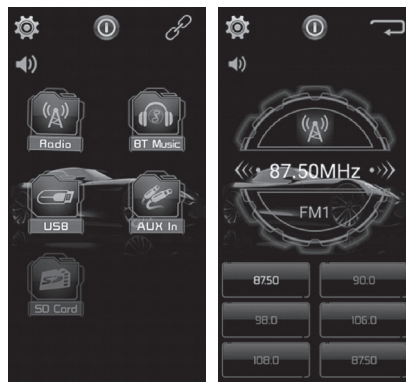 Radio BT Music
USB AUX In
SD Card
87.50MHz
FM1
87.50 90.0
98.0 106.0
108.0 87.50